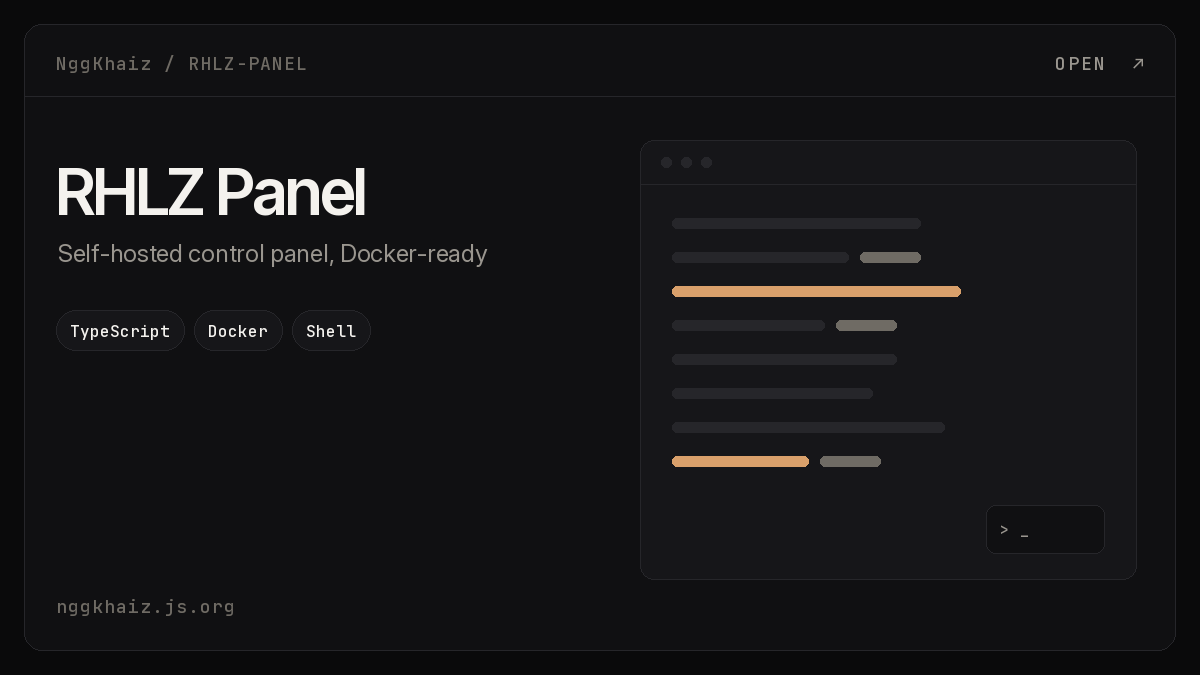 NggKhaiz / RHLZ-PANEL
OPEN ↗
RHLZ Panel
Self-hosted control panel, Docker-ready
TypeScript Docker Shell
> _
nggkhaiz.js.org